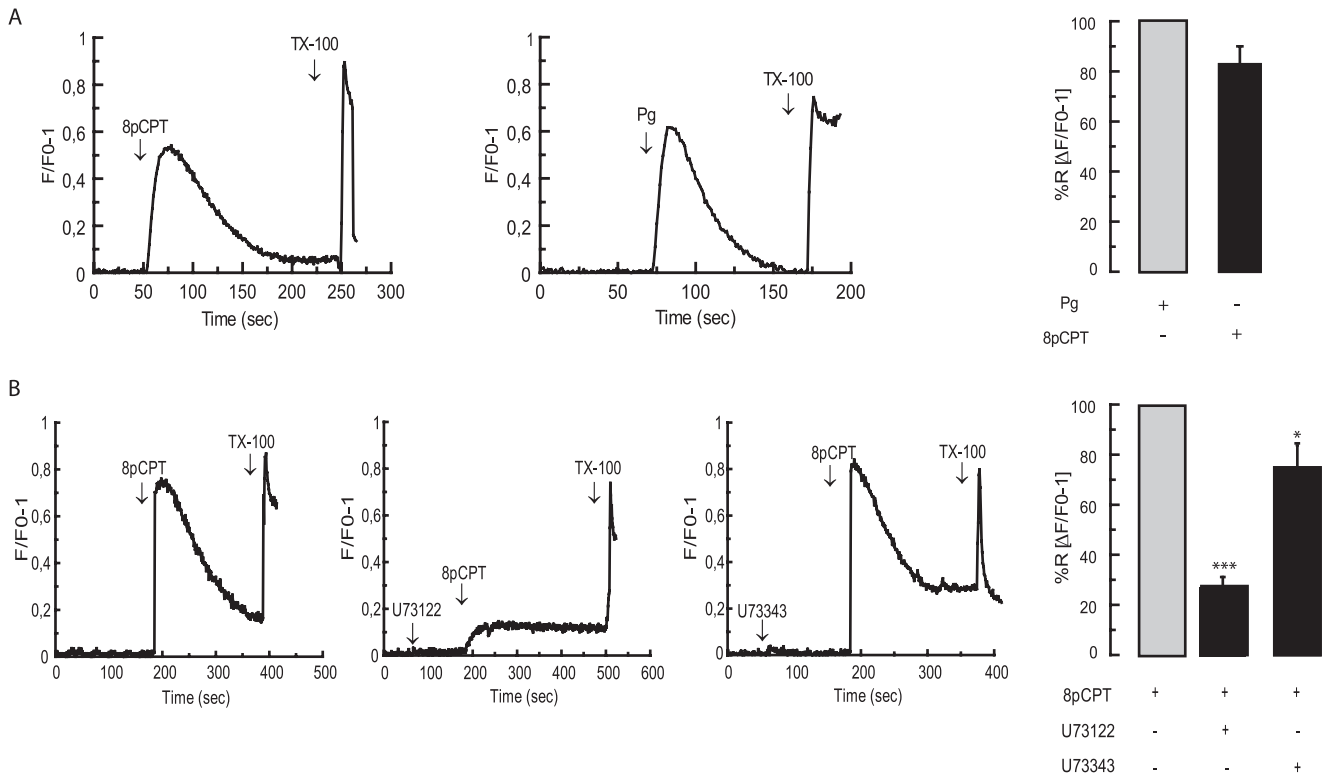 A
F/F0-1
1
0,8
0,6
0,4
0,2
0
8pCPT
TX-100
0 50 100 150 200 250 300
Time (sec)
F/F0-1
1
0,8
0,6
0,4
0,2
0
Pg
TX-100
0 50 100 150 200
Time (sec)
%R [ΔF/F0-1]
100
80
60
40
20
0
Pg + -
8pCPT - +
B
F/F0-1
1
0,8
0,6
0,4
0,2
0
8pCPT
TX-100
0 100 200 300 400 500
Time (sec)
F/F0-1
1
0,8
0,6
0,4
0,2
0
U73122
8pCPT
TX-100
0 100 200 300 400 500 600
Time (sec)
F/F0-1
1
0,8
0,6
0,4
0,2
0
U73343
8pCPT
TX-100
0 100 200 300 400
Time (sec)
%R [ΔF/F0-1]
100
80
60
40
20
0
***
*
8pCPT + + +
U73122 - + -
U73343 - - +